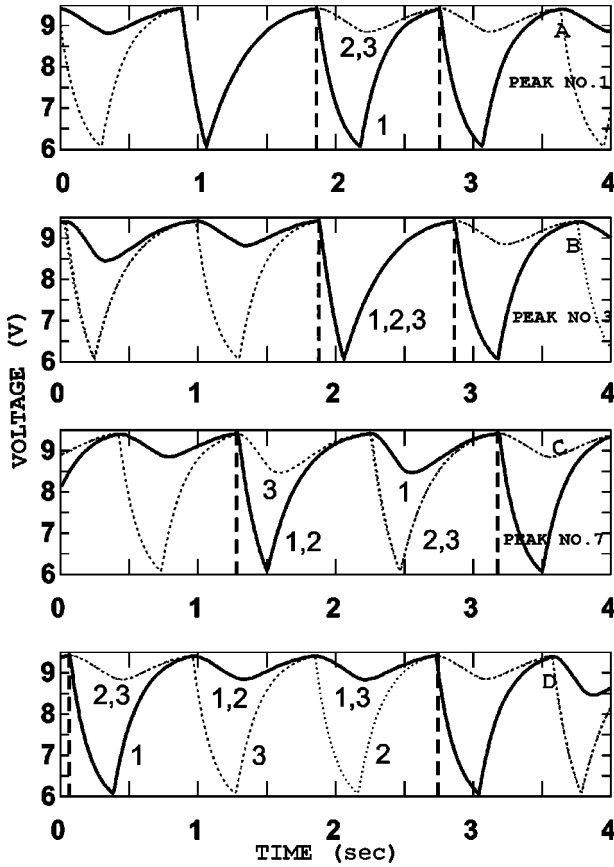 9 A
2,3
8 PEAK NO.1
7 1
6
0 1 2 3 4
9 B
8
7 1,2,3 PEAK NO.3
6
0 1 2 3 4
VOLTAGE (V)
9 C
8 3 1
7 1,2 2,3 PEAK NO.7
6
0 1 2 3 4
9 D
2,3 1,2 1,3
8
7 1 3 2
6
0 1 2 3 4
TIME (sec)